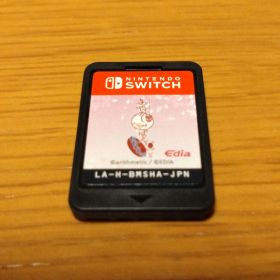 NINTENDO
SWITCH
Edia
©arithmetic / ©EDIA
LA-H-BMSHA-JPN